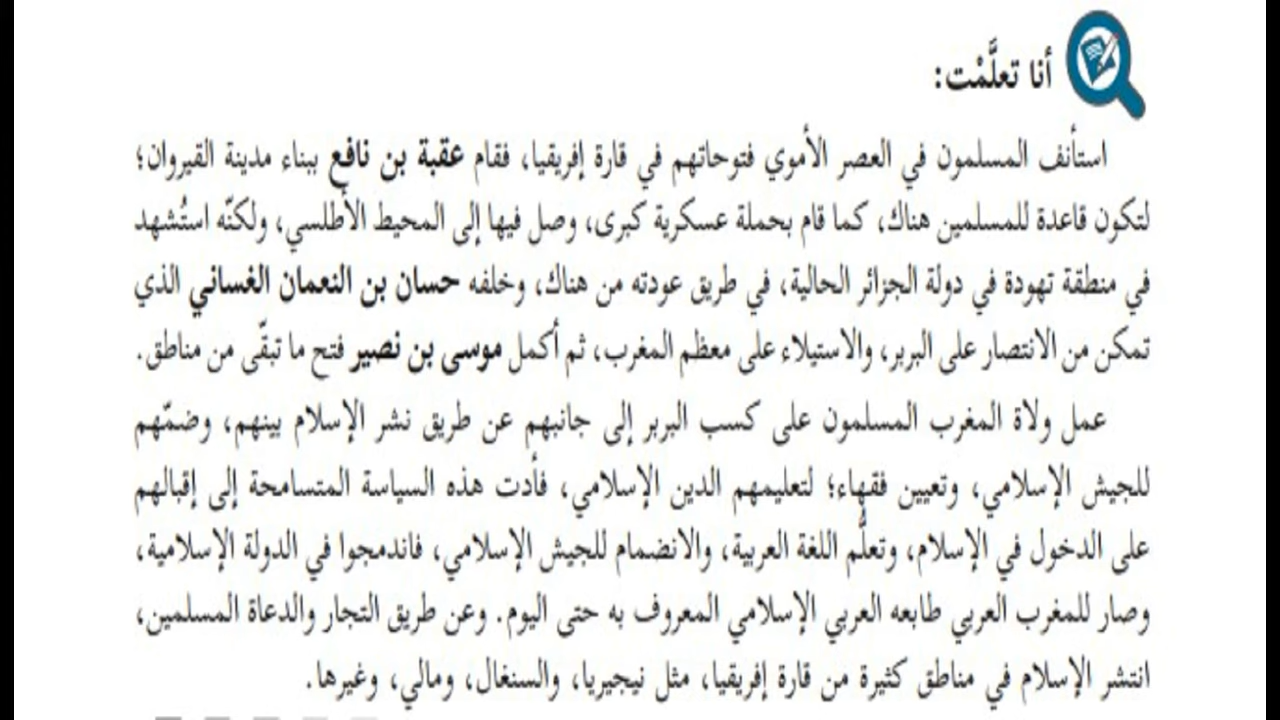 أنا تعلَّمْت:
استأنف المسلمون في العصر الأموي فتوحاتهم في قارة إفريقيا، فقام عقبة بن نافع ببناء مدينة القيروان؛
لتكون قاعدة للمسلمين هناك، كما قام بحملة عسكرية كبرى، وصل فيها إلى المحيط الأطلسي، ولكنّه استُشهد
في منطقة تهودة في دولة الجزائر الحالية، في طريق عودته من هناك، وخلفه حسان بن النعمان الغساني الذي
تمكن من الانتصار على البربر، والاستيلاء على معظم المغرب، ثم أكمل موسى بن نصير فتح ما تبقّى من مناطق.
عمل ولاة المغرب المسلمون على كسب البربر إلى جانبهم عن طريق نشر الإسلام بينهم، وضمّهم
للجيش الإسلامي، وتعيين فقهاء؛ لتعليمهم الدين الإسلامي، فأدت هذه السياسة المتسامحة إلى إقبالهم
على الدخول في الإسلام، وتعلُّم اللغة العربية، والانضمام للجيش الإسلامي، فاندمجوا في الدولة الإسلامية،
وصار للمغرب العربي طابعه العربي الإسلامي المعروف به حتى اليوم. وعن طريق التجار والدعاة المسلمين،
انتشر الإسلام في مناطق كثيرة من قارة إفريقيا، مثل نيجيريا، والسنغال، ومالي، وغيرها.